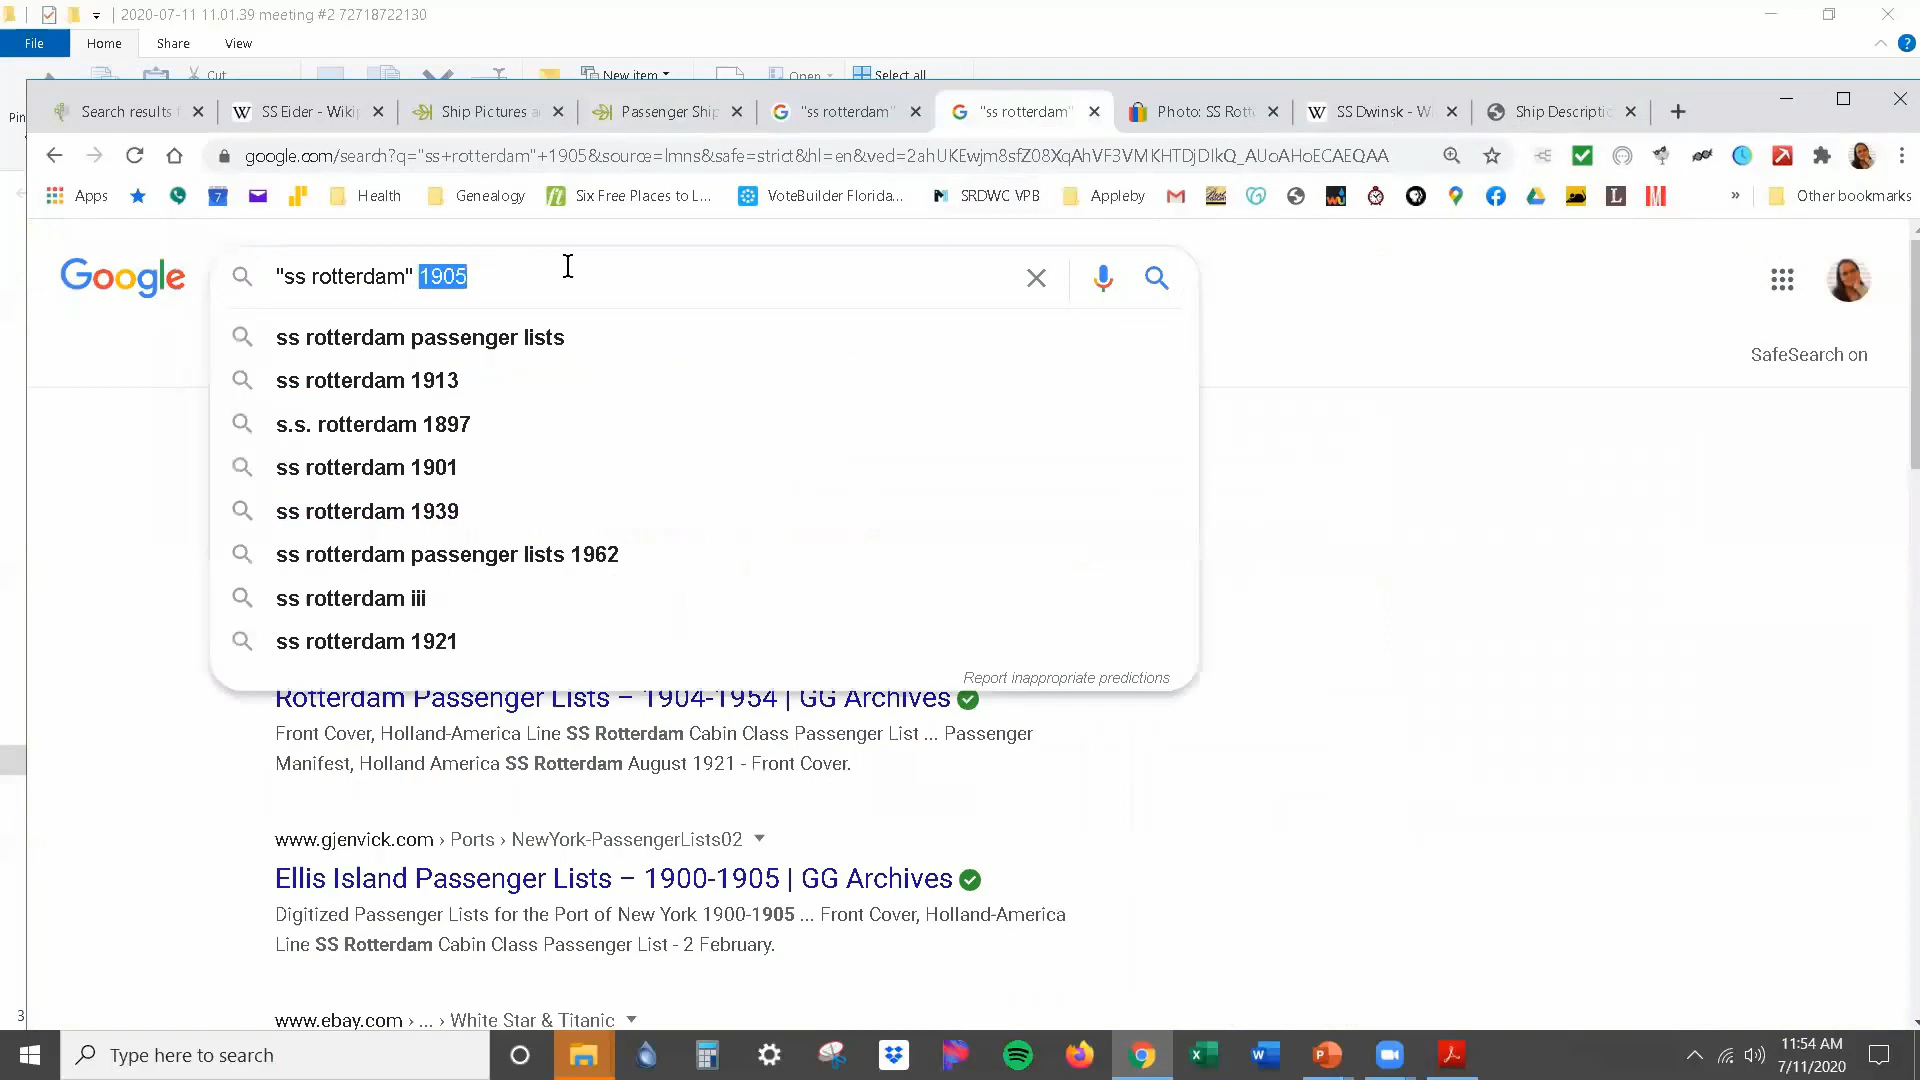 2020-07-11 11.01.39 meeting #2 72718722130
File Home Share View
Cut New item Open Select all
Pin
Search results f SS Eider - Wikip Ship Pictures a Passenger Ship "ss rotterdam" "ss rotterdam" Photo: SS Rott SS Dwinsk - W Ship Descriptic
google.com/search?q="ss+rotterdam"+1905&source=lmns&safe=strict&hl=en&ved=2ahUKEwjm8sfZ08XqAhVF3VMKHTDjDIkQ_AUoAHoECAEQAA
Apps 7 Health Genealogy Six Free Places to L... VoteBuilder Florida... SRDWC VPB Appleby » Other bookmarks
Google "ss rotterdam" 1905
ss rotterdam passenger lists
SafeSearch on
ss rotterdam 1913
s.s. rotterdam 1897
ss rotterdam 1901
ss rotterdam 1939
ss rotterdam passenger lists 1962
ss rotterdam iii
ss rotterdam 1921
Report inappropriate predictions
Rotterdam Passenger Lists – 1904-1954 | GG Archives
Front Cover, Holland-America Line SS Rotterdam Cabin Class Passenger List ... Passenger
Manifest, Holland America SS Rotterdam August 1921 - Front Cover.
www.gjenvick.com › Ports › NewYork-PassengerLists02
Ellis Island Passenger Lists – 1900-1905 | GG Archives
Digitized Passenger Lists for the Port of New York 1900-1905 ... Front Cover, Holland-America
Line SS Rotterdam Cabin Class Passenger List - 2 February.
3
www.ebay.com › ... › White Star & Titanic
Type here to search
11:54 AM
7/11/2020